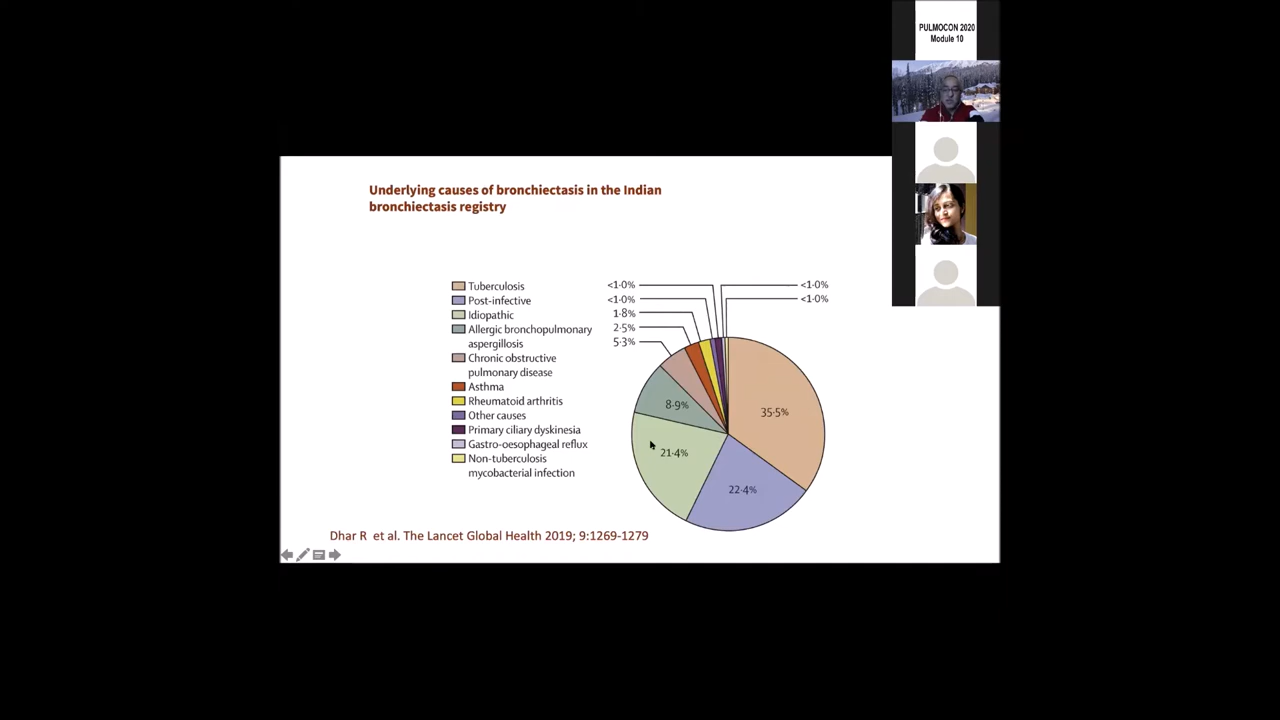 PULMOCON 2020
Module 10
Underlying causes of bronchiectasis in the Indian
bronchiectasis registry
Tuberculosis
Post-infective
Idiopathic
Allergic bronchopulmonary
aspergillosis
Chronic obstructive
pulmonary disease
Asthma
Rheumatoid arthritis
Other causes
Primary ciliary dyskinesia
Gastro-oesophageal reflux
Non-tuberculosis
mycobacterial infection
<1·0%
<1·0%
1·8%
2·5%
5·3%
<1·0%
<1·0%
8·9%
35·5%
21·4%
22·4%
Dhar R et al. The Lancet Global Health 2019; 9:1269-1279